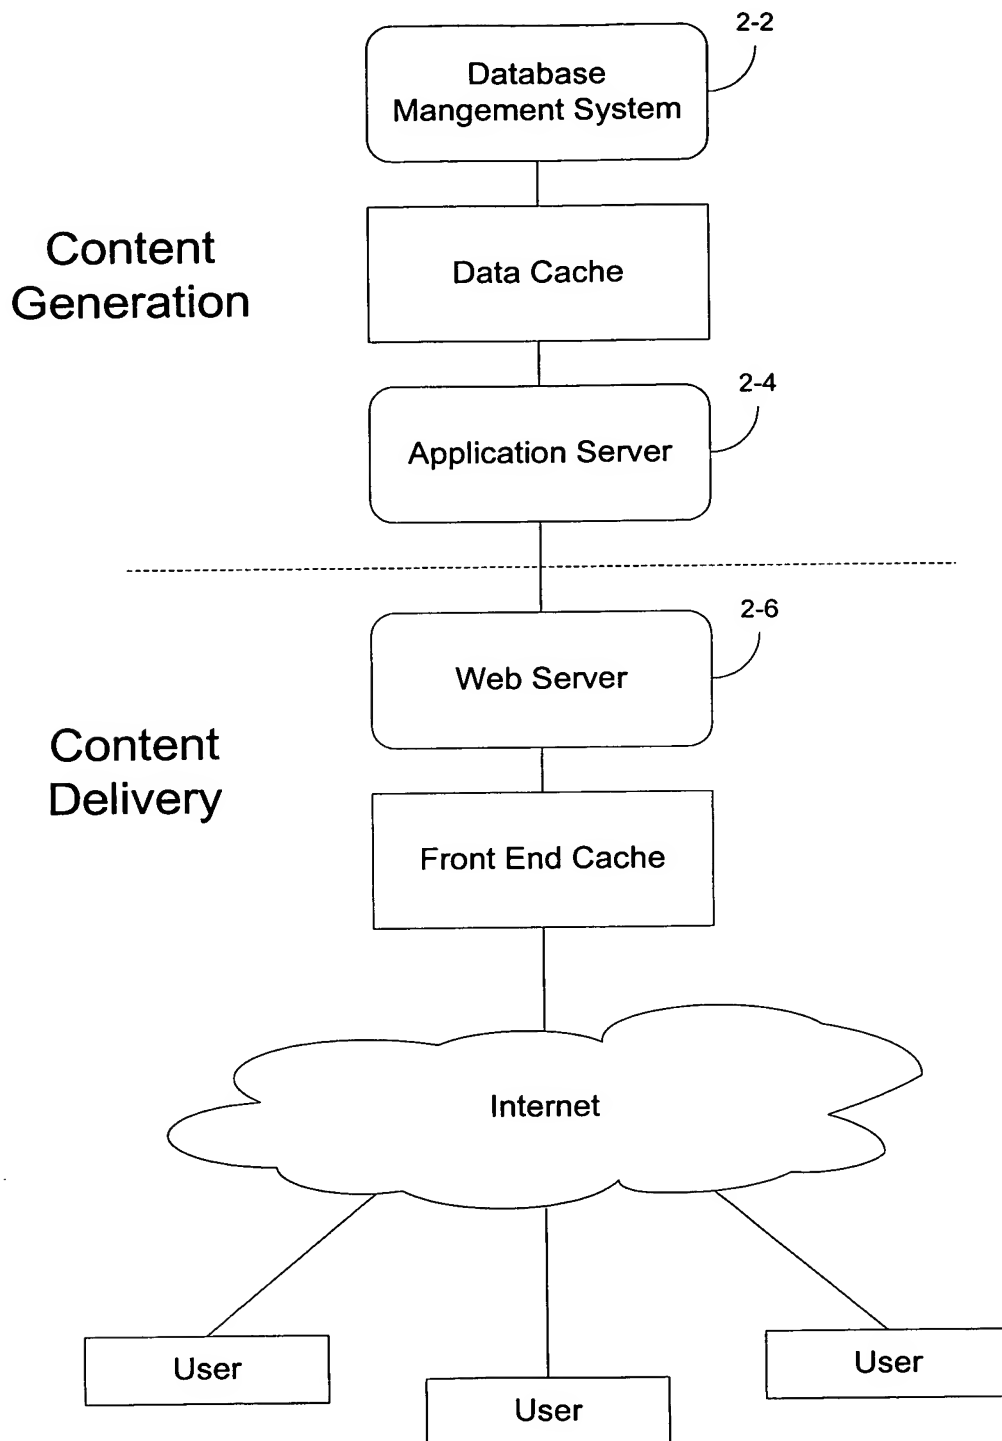 2-2
Database
Mangement System
Content
Generation
Data Cache
2-4
Application Server
2-6
Web Server
Content
Delivery
Front End Cache
Internet
User
User
User